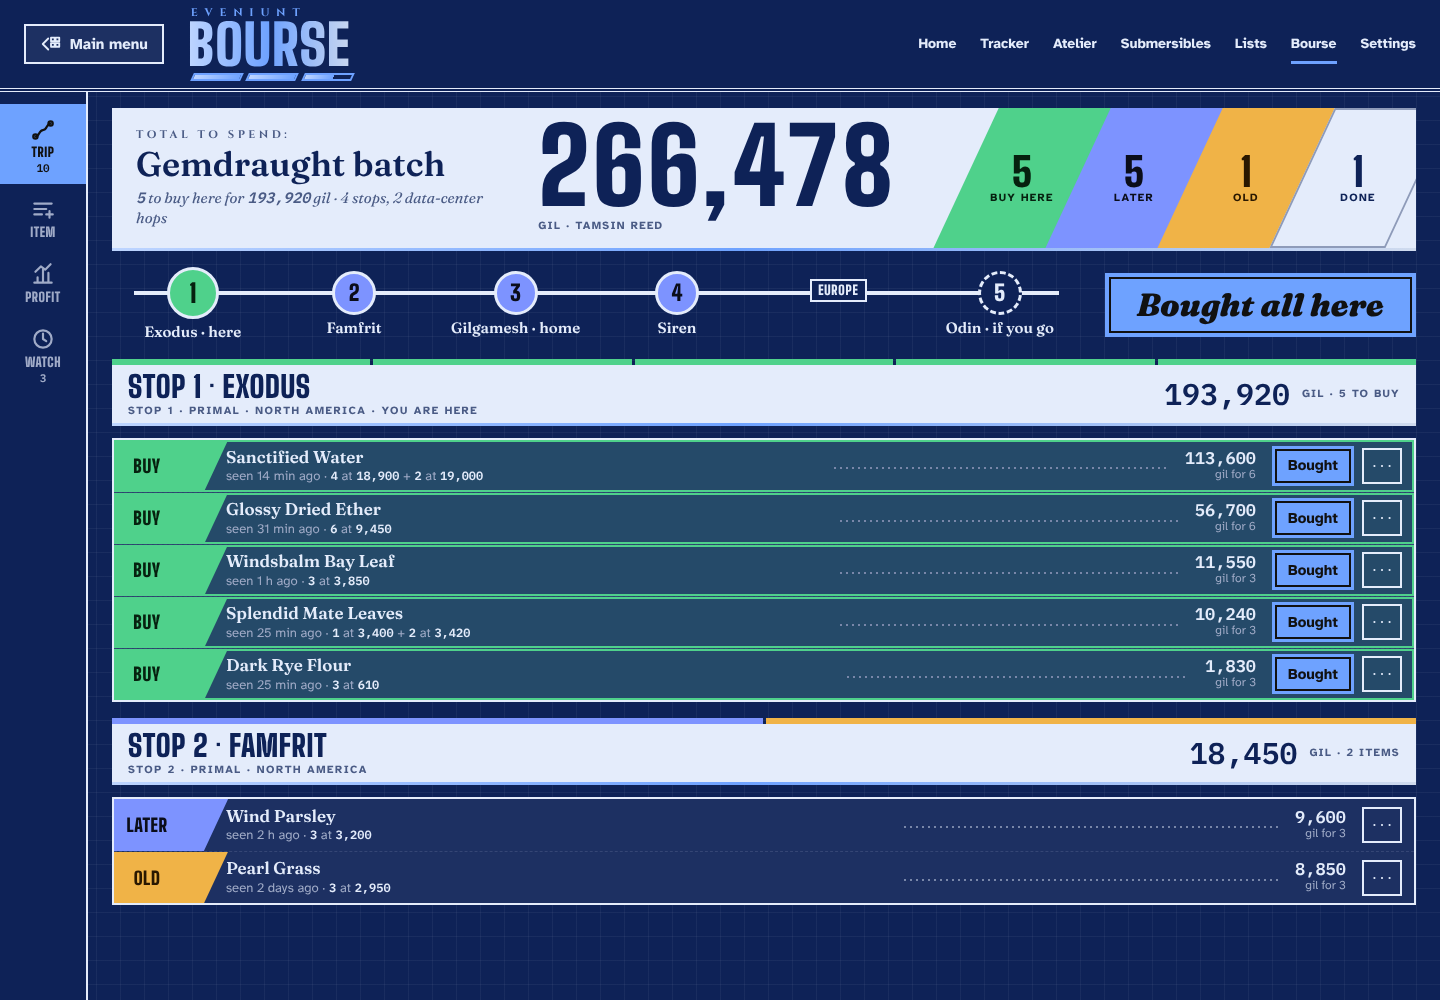 Main menu
EVENIUNT
BOURSE
Home
Tracker
Atelier
Submersibles
Lists
Bourse
Settings
TRIP
10
ITEM
PROFIT
WATCH
3
TOTAL TO SPEND:
Gemdraught batch
5 to buy here for 193,920 gil · 4 stops, 2 data-center
hops
266,478
GIL · TAMSIN REED
5
BUY HERE
5
LATER
1
OLD
1
DONE
1
Exodus · here
2
Famfrit
3
Gilgamesh · home
4
Siren
EUROPE
5
Odin · if you go
Bought all here
STOP 1 · EXODUS
STOP 1 · PRIMAL · NORTH AMERICA · YOU ARE HERE
193,920 GIL · 5 TO BUY
BUY
Sanctified Water
seen 14 min ago · 4 at 18,900 + 2 at 19,000
113,600
gil for 6
Bought
...
BUY
Glossy Dried Ether
seen 31 min ago · 6 at 9,450
56,700
gil for 6
Bought
...
BUY
Windsbalm Bay Leaf
seen 1 h ago · 3 at 3,850
11,550
gil for 3
Bought
...
BUY
Splendid Mate Leaves
seen 25 min ago · 1 at 3,400 + 2 at 3,420
10,240
gil for 3
Bought
...
BUY
Dark Rye Flour
seen 25 min ago · 3 at 610
1,830
gil for 3
Bought
...
STOP 2 · FAMFRIT
STOP 2 · PRIMAL · NORTH AMERICA
18,450 GIL · 2 ITEMS
LATER
Wind Parsley
seen 2 h ago · 3 at 3,200
9,600
gil for 3
...
OLD
Pearl Grass
seen 2 days ago · 3 at 2,950
8,850
gil for 3
...